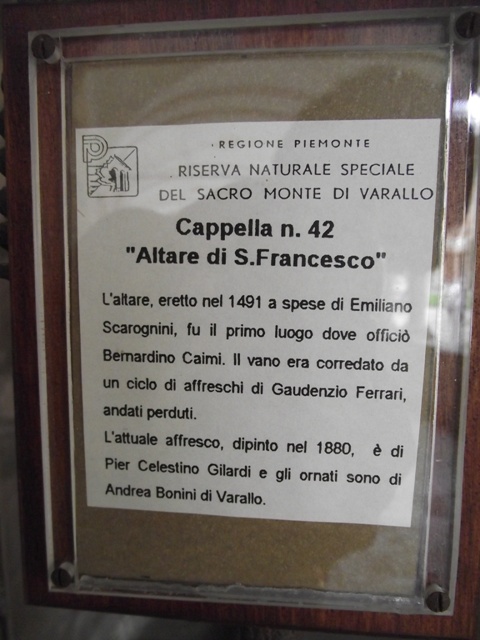 REGIONE PIEMONTE
RISERVA NATURALE SPECIALE
DEL SACRO MONTE DI VARALLO
Cappella n. 42
"Altare di S.Francesco"
L'altare, eretto nel 1491 a spese di Emiliano
Scarognini, fu il primo luogo dove officiò
Bernardino Caimi. Il vano era corredato da
un ciclo di affreschi di Gaudenzio Ferrari,
andati perduti.
L'attuale affresco, dipinto nel 1880, è di
Pier Celestino Gilardi e gli ornati sono di
Andrea Bonini di Varallo.